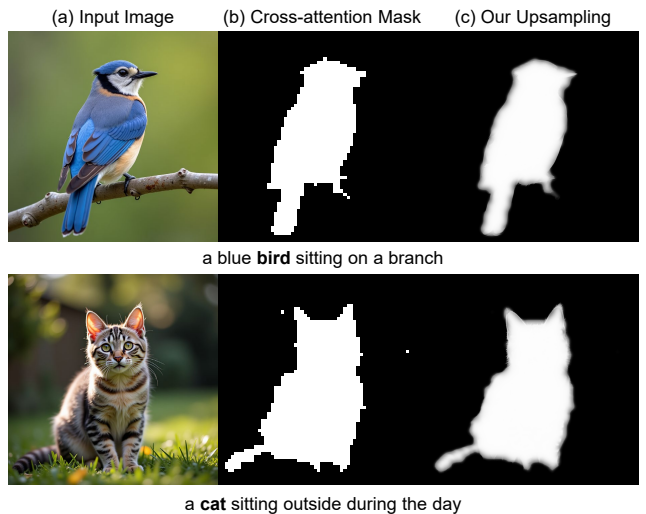 (a) Input Image (b) Cross-attention Mask (c) Our Upsampling
a blue bird sitting on a branch
a cat sitting outside during the day